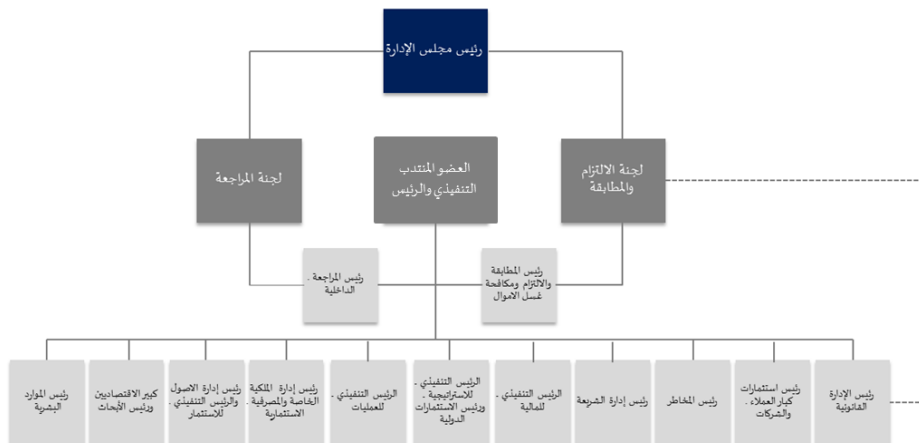 رئيس مجلس الإدارة
لجنة الالتزام
والمطابقة
العضو المنتدب
التنفيذي والرئيس
لجنة المراجعة
رئيس المطابقة
والالتزام ومكافحة
غسل الاموال
رئيس المراجعة .
الداخلية
رئيس الإدارة
القانونية
رئيس استثمارات
كبار العملاء .
والشركات
رئيس المخاطر
رئيس إدارة الشريعة
الرئيس التنفيذي .
للمالية
الرئيس التنفيذي .
للاستراتيجية .
ورئيس الاستثمارات
الدولية
الرئيس التنفيذي .
للعمليات
رئيس إدارة الملكية
الخاصة والمصرفية .
الاستثمارية
رئيس إدارة الاصول
والرئيس التنفيذي .
للاستثمار
كبير الاقتصاديين
ورئيس الأبحاث
رئيس الموارد
البشرية